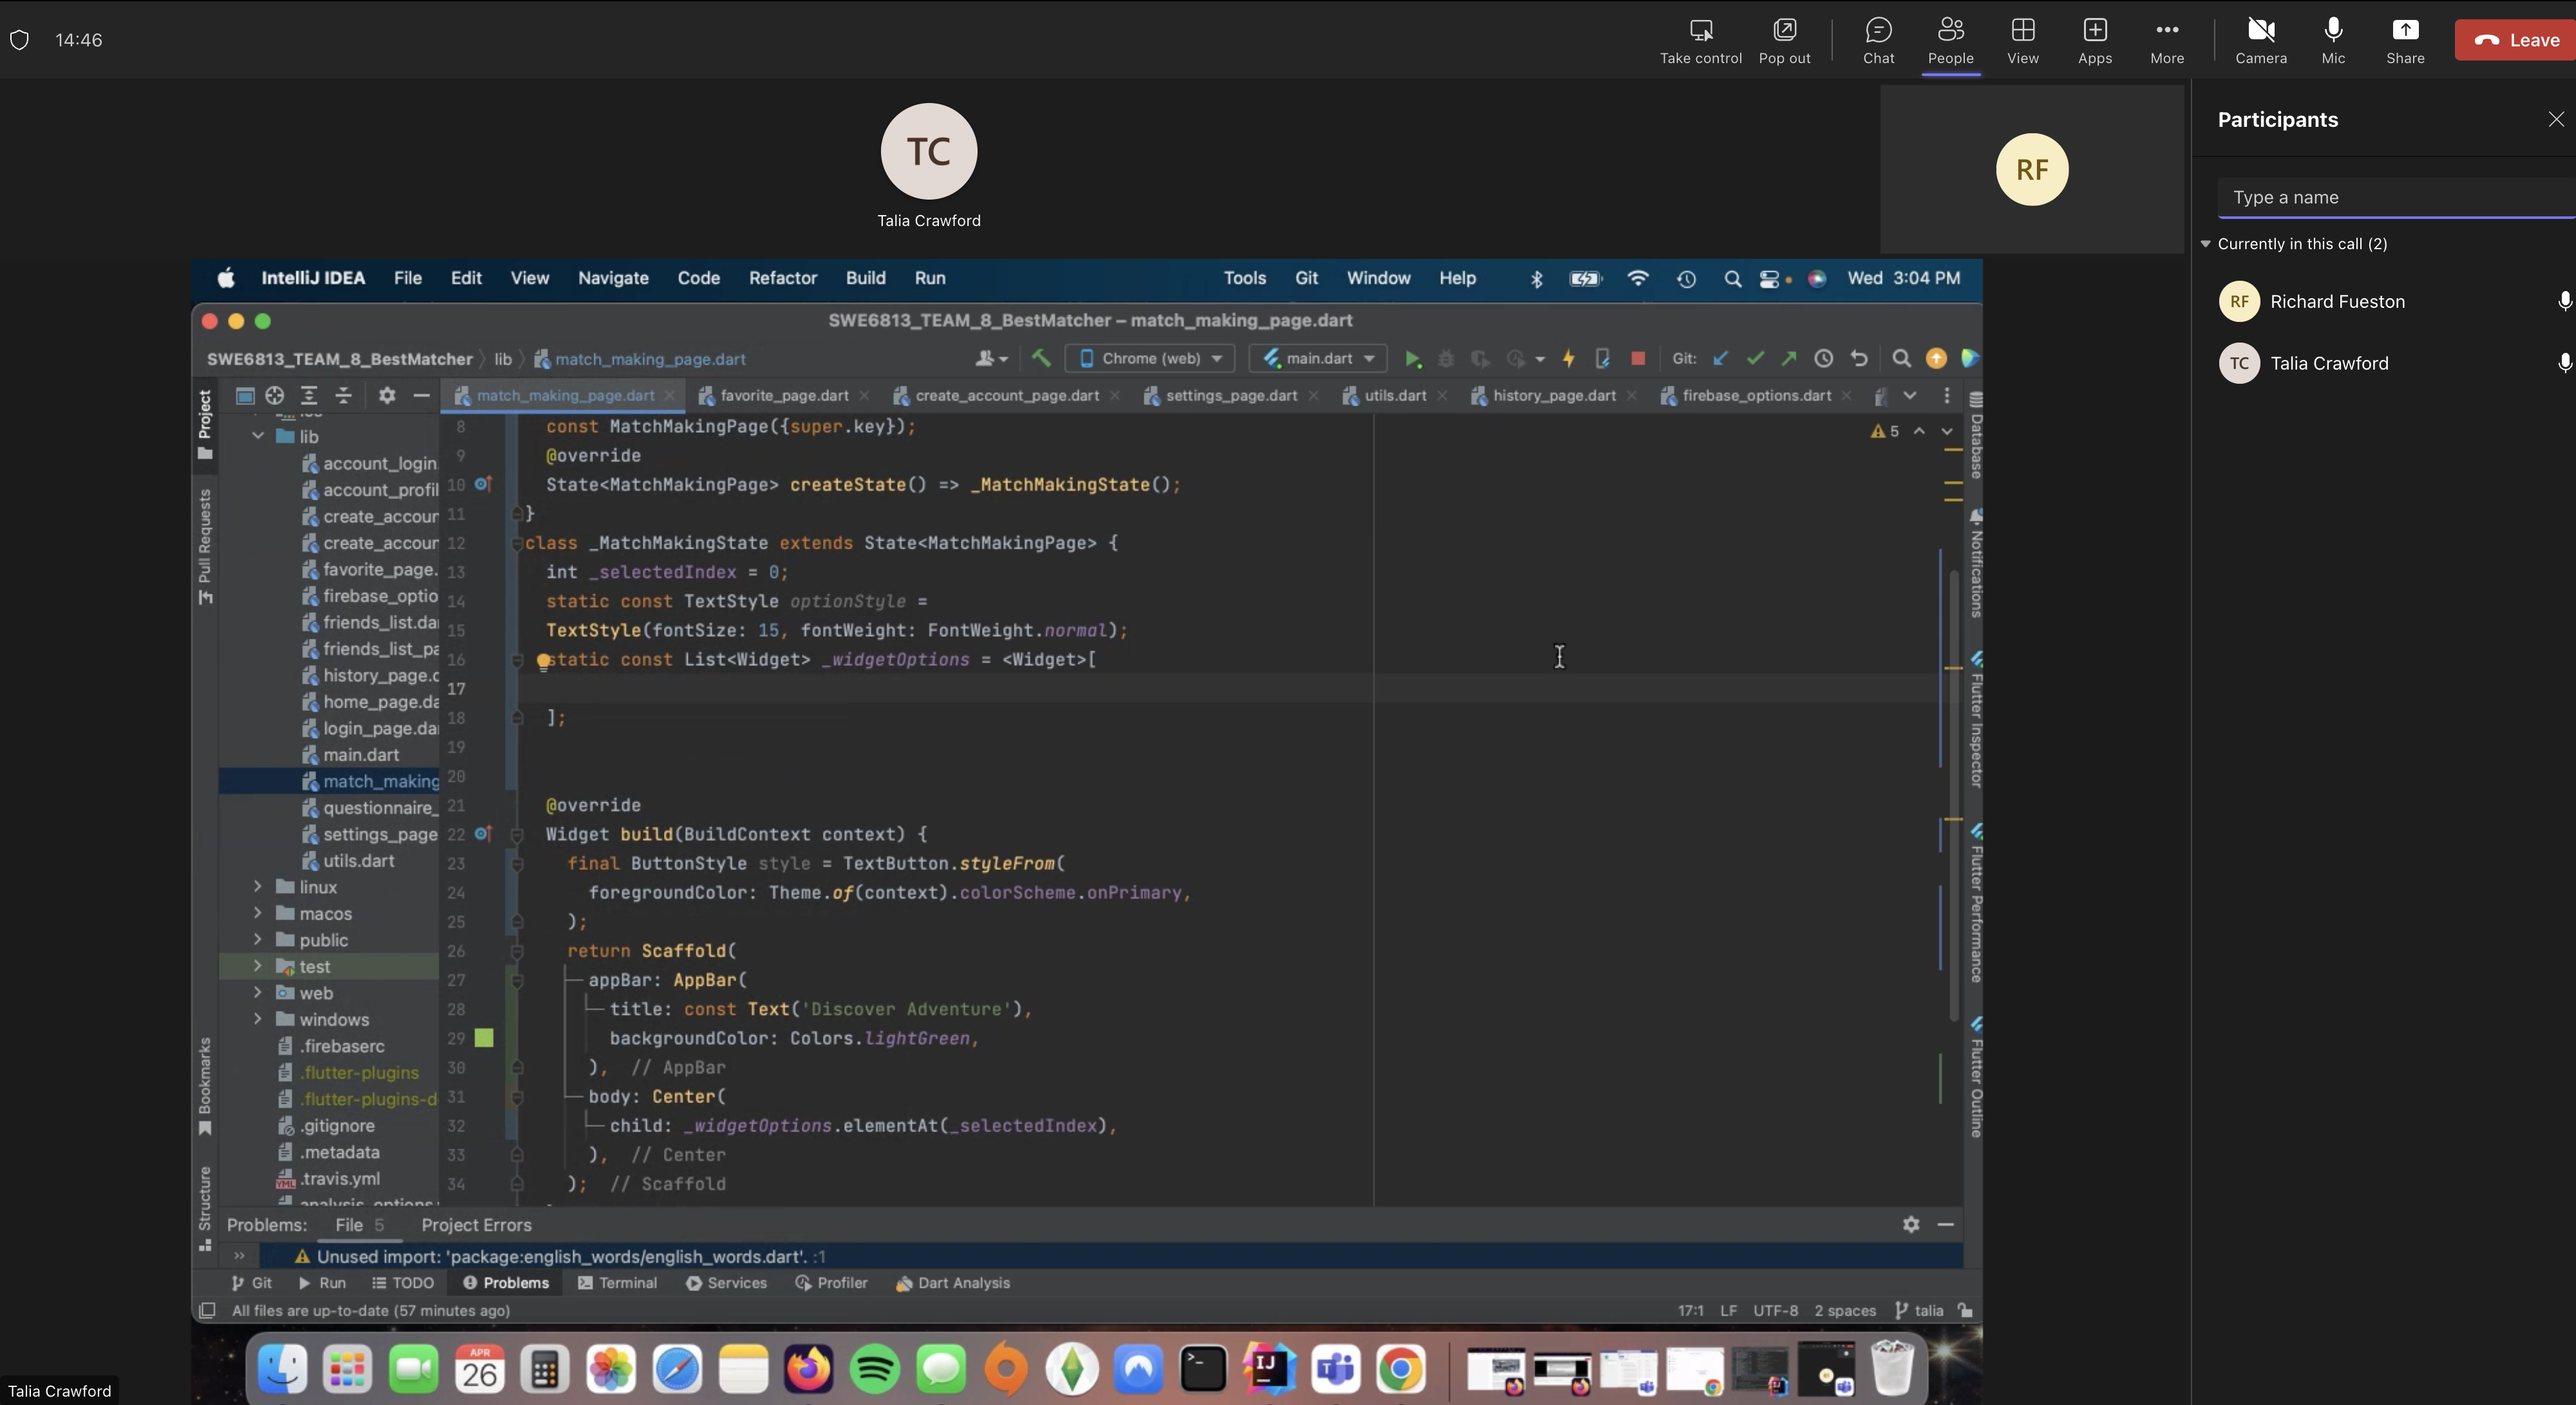 14:46
Take control Pop out Chat People View Apps More Camera Mic Share Leave
TC
Talia Crawford
RF
Participants
Type a name
Currently in this call (2)
RF Richard Fueston
TC Talia Crawford
IntelliJ IDEA File Edit View Navigate Code Refactor Build Run Tools Git Window Help Wed 3:04 PM
SWE6813_TEAM_8_BestMatcher – match_making_page.dart
SWE6813_TEAM_8_BestMatcher lib match_making_page.dart Chrome (web) main.dart Git:
match_making_page.dart favorite_page.dart create_account_page.dart settings_page.dart utils.dart history_page.dart firebase_options.dart
Project
Pull Requests
Bookmarks
Structure
lib
account_login
account_profil
create_accour
create_accour
favorite_page.
firebase_optio
friends_list.da
friends_list_pa
history_page.c
home_page.da
login_page.da
main.dart
match_making
questionnaire_
settings_page
utils.dart
linux
macos
public
test
web
windows
.firebaserc
.flutter-plugins
.flutter-plugins-d
.gitignore
.metadata
.travis.yml
analysis_options
5
8 const MatchMakingPage({super.key});
9 @override
10 State<MatchMakingPage> createState() => _MatchMakingState();
11 }
12 class _MatchMakingState extends State<MatchMakingPage> {
13 int _selectedIndex = 0;
14 static const TextStyle optionStyle =
15 TextStyle(fontSize: 15, fontWeight: FontWeight.normal);
16 static const List<Widget> _widgetOptions = <Widget>[
17
18 ];
19
20
21 @override
22 Widget build(BuildContext context) {
23 final ButtonStyle style = TextButton.styleFrom(
24 foregroundColor: Theme.of(context).colorScheme.onPrimary,
25 );
26 return Scaffold(
27 appBar: AppBar(
28 title: const Text('Discover Adventure'),
29 backgroundColor: Colors.lightGreen,
30 ), // AppBar
31 body: Center(
32 child: _widgetOptions.elementAt(_selectedIndex),
33 ), // Center
34 ); // Scaffold
Database
Notifications
Flutter Inspector
Flutter Performance
Flutter Outline
Problems: File 5 Project Errors
Unused import: 'package:english_words/english_words.dart'. :1
Git Run TODO Problems Terminal Services Profiler Dart Analysis
All files are up-to-date (57 minutes ago) 17:1 LF UTF-8 2 spaces talia
APR
26
IJ
Talia Crawford